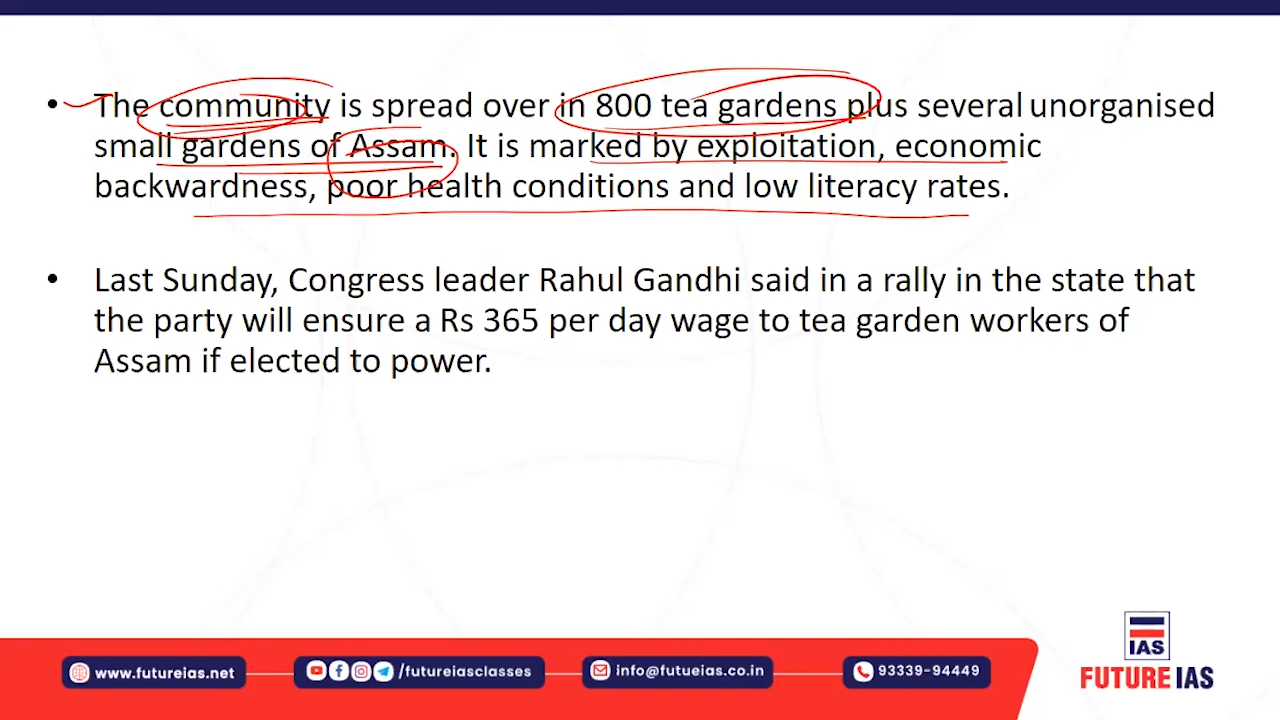 • The community is spread over in 800 tea gardens plus several unorganised
small gardens of Assam. It is marked by exploitation, economic
backwardness, poor health conditions and low literacy rates.
• Last Sunday, Congress leader Rahul Gandhi said in a rally in the state that
the party will ensure a Rs 365 per day wage to tea garden workers of
Assam if elected to power.
IAS
FUTURE IAS
www.futureias.net
/futureiasclasses
info@futueias.co.in
93339-94449